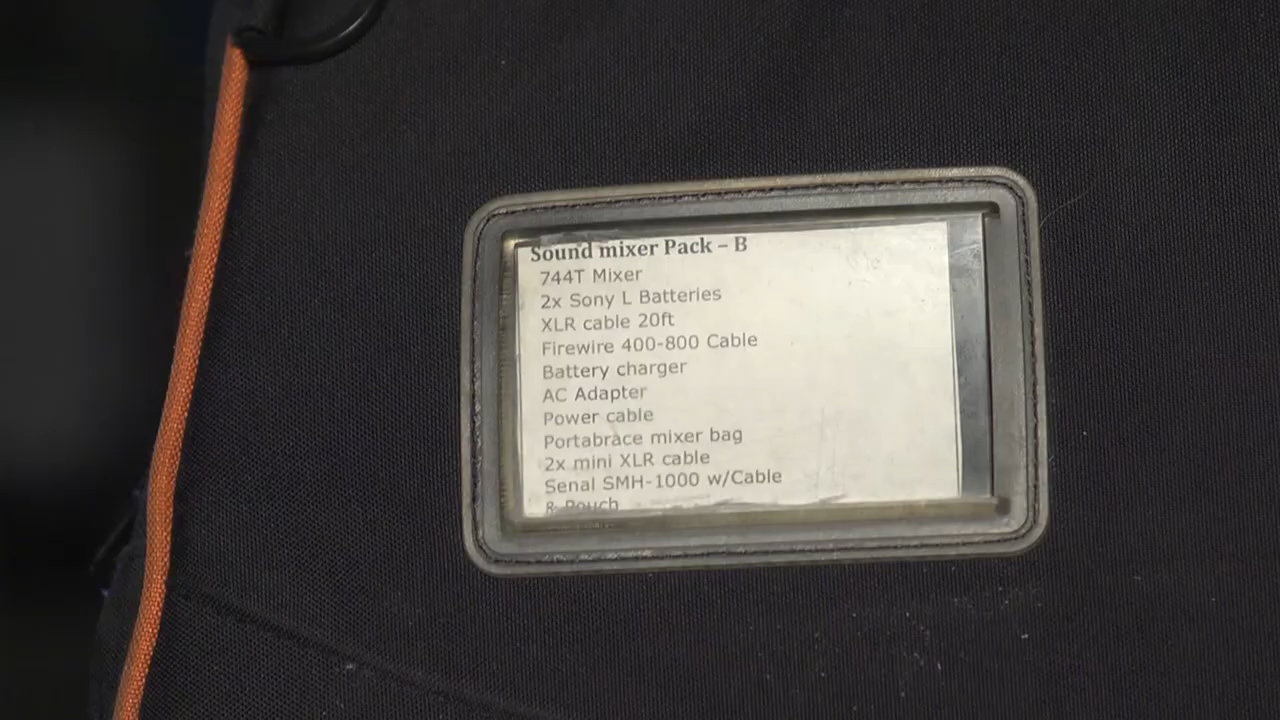 Sound mixer Pack – B
744T Mixer
2x Sony L Batteries
XLR cable 20ft
Firewire 400-800 Cable
Battery charger
AC Adapter
Power cable
Portabrace mixer bag
2x mini XLR cable
Senal SMH-1000 w/Cable
& Pouch